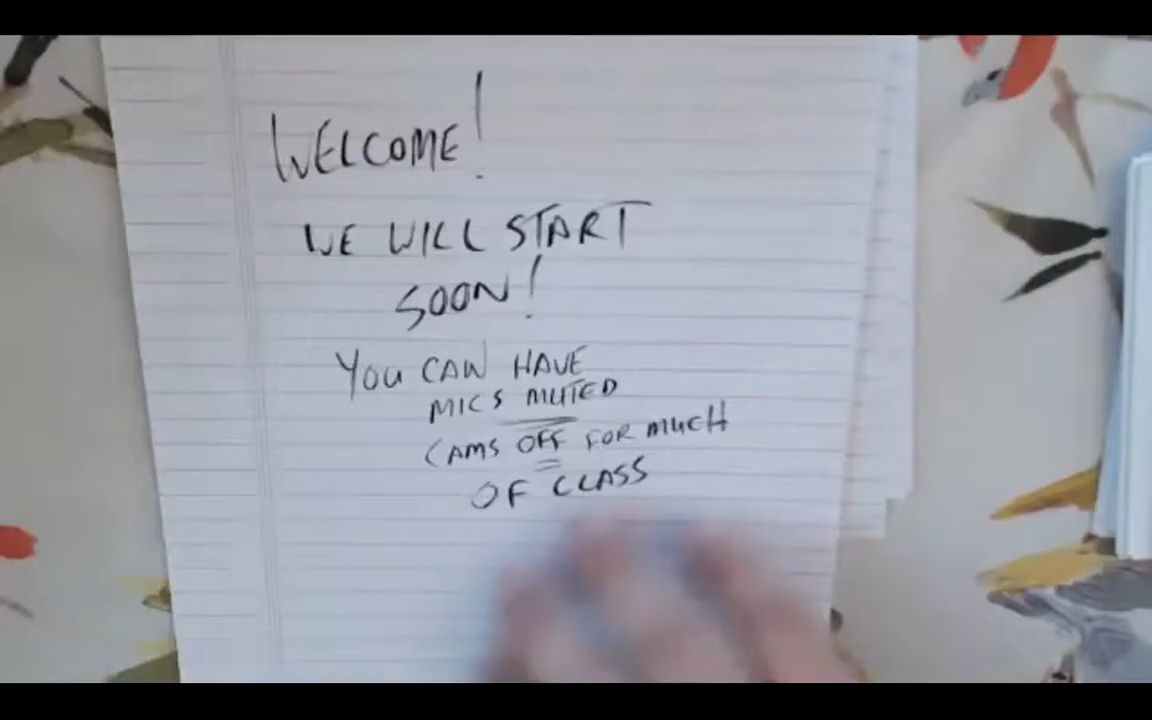 WELCOME!
WE WILL START
SOON!
YOU CAN HAVE
MICS MUTED
CAMS OFF FOR MUCH
OF CLASS